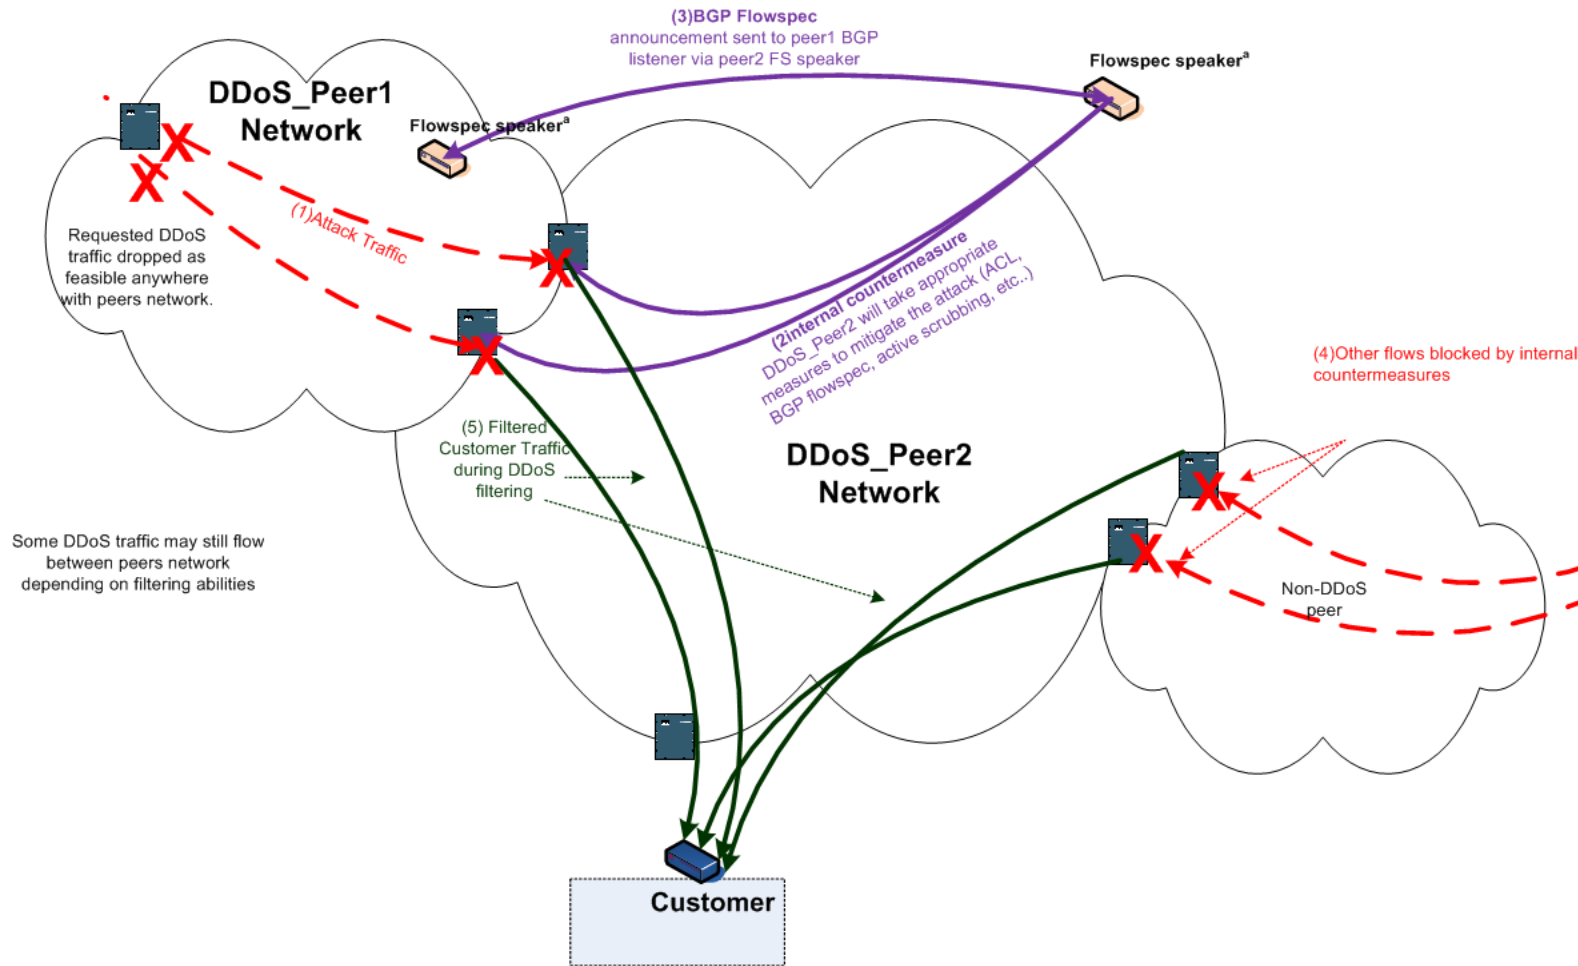 (3)BGP Flowspec
announcement sent to peer1 BGP
listener via peer2 FS speaker
Flowspec speakerᵃ
DDoS_Peer1
Network
Flowspec speakerᵃ
(1)Attack Traffic
Requested DDoS
traffic dropped as
feasible anywhere
with peers network.
(2internal countermeasure
DDoS_Peer2 will take appropriate
measures to mitigate the attack (ACL,
BGP flowspec, active scrubbing, etc..)
(4)Other flows blocked by internal
countermeasures
(5) Filtered
Customer Traffic
during DDoS
filtering
DDoS_Peer2
Network
Some DDoS traffic may still flow
between peers network
depending on filtering abilities
Non-DDoS
peer
Customer